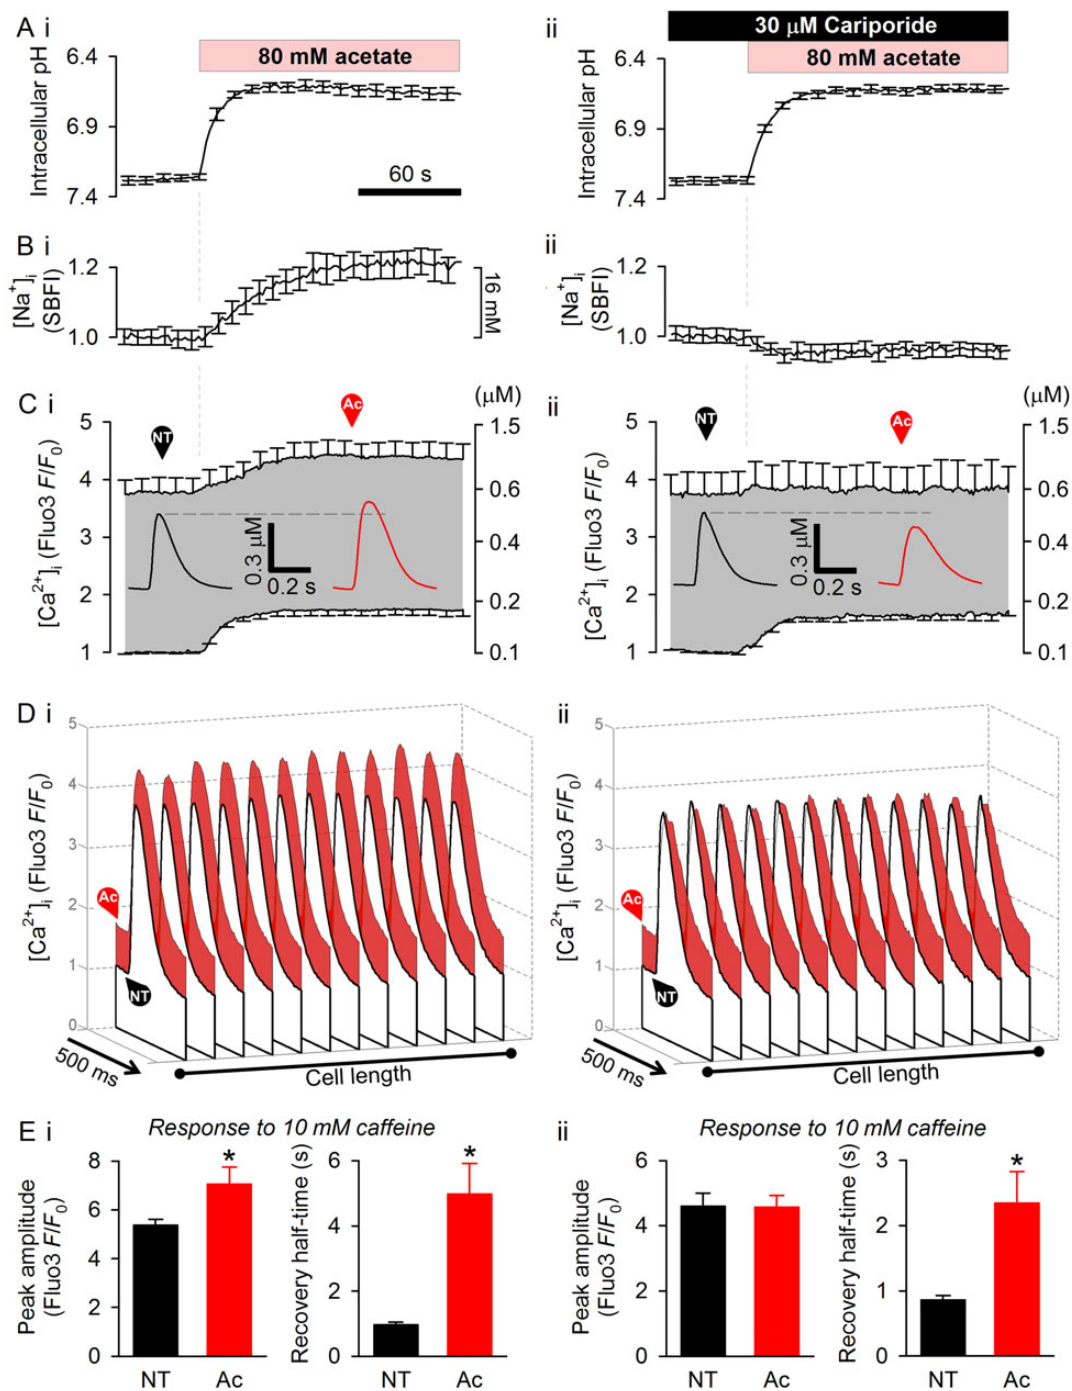 A i
80 mM acetate
Intracellular pH
6.4
6.9
7.4
60 s
ii
30 μM Cariporide
80 mM acetate
Intracellular pH
6.4
6.9
7.4
B i
[Na⁺]ᵢ
(SBFI)
1.2
1.0
16 mM
ii
[Na⁺]ᵢ
(SBFI)
1.2
1.0
C i
[Ca²⁺]ᵢ (Fluo3 F/F₀)
5
4
3
2
1
NT
Ac
0.3 μM
0.2 s
(μM)
1.5
0.6
0.4
0.2
0.1
ii
[Ca²⁺]ᵢ (Fluo3 F/F₀)
5
4
3
2
1
NT
Ac
0.3 μM
0.2 s
(μM)
1.5
0.6
0.4
0.2
0.1
D i
[Ca²⁺]ᵢ (Fluo3 F/F₀)
5
4
3
2
1
0
Ac
NT
500 ms
Cell length
ii
[Ca²⁺]ᵢ (Fluo3 F/F₀)
5
4
3
2
1
0
Ac
NT
500 ms
Cell length
E i
Response to 10 mM caffeine
Peak amplitude
(Fluo3 F/F₀)
8
6
4
2
0
*
NT
Ac
Recovery half-time (s)
6
4
2
0
*
NT
Ac
ii
Response to 10 mM caffeine
Peak amplitude
(Fluo3 F/F₀)
6
4
2
0
NT
Ac
Recovery half-time (s)
3
2
1
0
*
NT
Ac